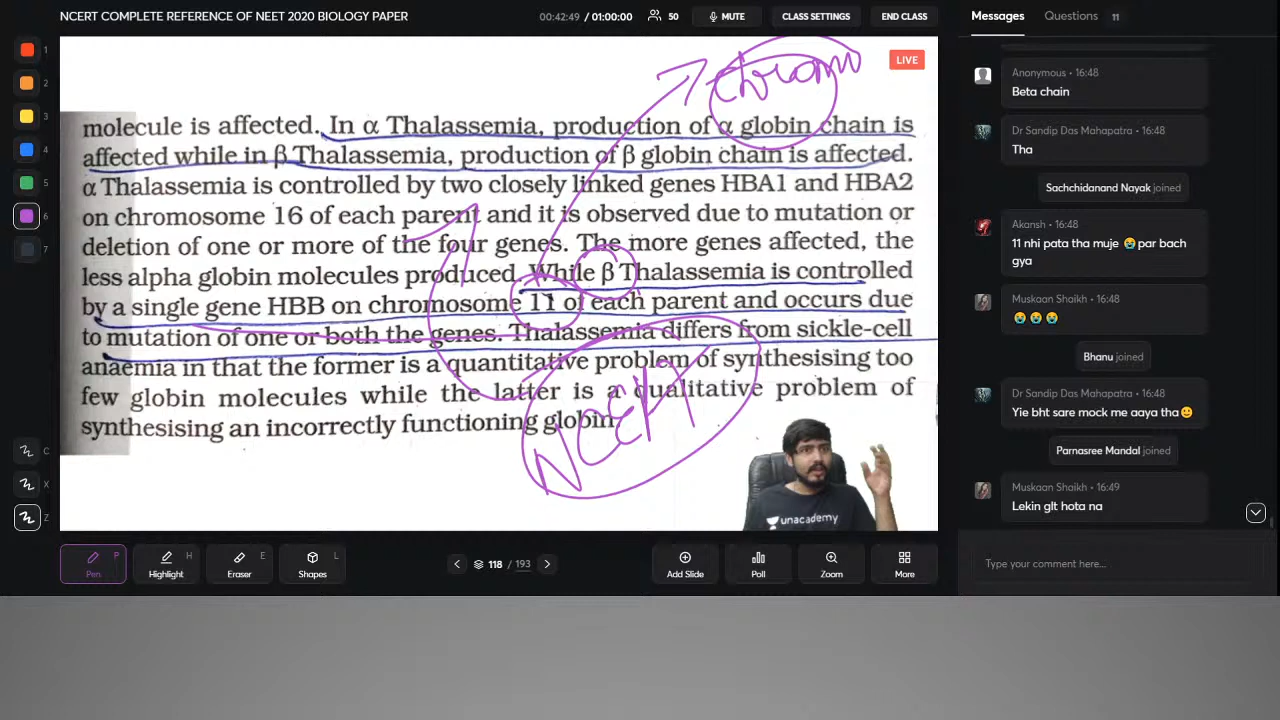 NCERT COMPLETE REFERENCE OF NEET 2020 BIOLOGY PAPER
00:42:49 / 01:00:00
50
MUTE
CLASS SETTINGS
END CLASS
Messages
Questions 11
LIVE
1
2
3
4
5
6
7
C
X
Z
chromo
molecule is affected. In α Thalassemia, production of α globin chain is
affected while in β Thalassemia, production of β globin chain is affected.
α Thalassemia is controlled by two closely linked genes HBA1 and HBA2
on chromosome 16 of each parent and it is observed due to mutation or
deletion of one or more of the four genes. The more genes affected, the
less alpha globin molecules produced. While β Thalassemia is controlled
by a single gene HBB on chromosome 11 of each parent and occurs due
to mutation of one or both the genes. Thalassemia differs from sickle-cell
anaemia in that the former is a quantitative problem of synthesising too
few globin molecules while the latter is a qualitative problem of
synthesising an incorrectly functioning globin.
NCERT
unacademy
Pen P
Highlight H
Eraser E
Shapes L
118 / 193
Add Slide
Poll
Zoom
More
Anonymous • 16:48
Beta chain
Dr Sandip Das Mahapatra • 16:48
Tha
Sachchidanand Nayak joined
Akansh • 16:48
11 nhi pata tha muje 😭 par bach
gya
Muskaan Shaikh • 16:48
😭 😭 😭
Bhanu joined
Dr Sandip Das Mahapatra • 16:48
Yie bht sare mock me aaya tha🙂
Parnasree Mandal joined
Muskaan Shaikh • 16:49
Lekin glt hota na
Type your comment here...